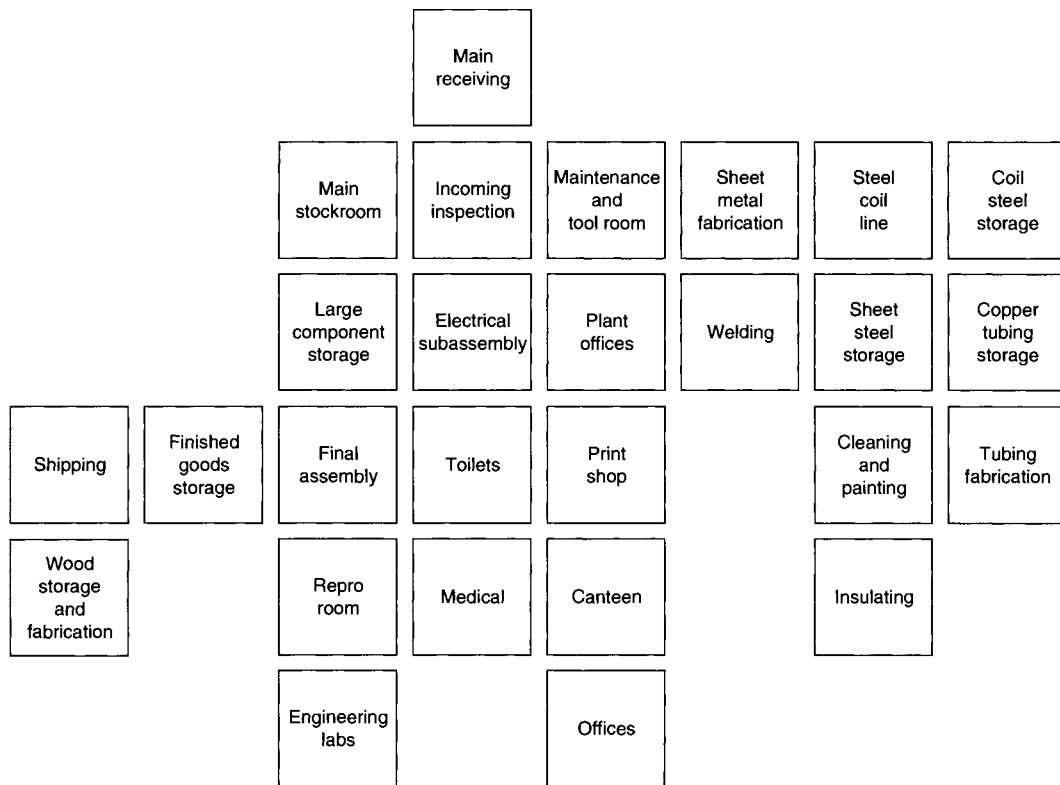 Main
receiving
Main
stockroom
Incoming
inspection
Maintenance
and
tool room
Sheet
metal
fabrication
Steel
coil
line
Coil
steel
storage
Large
component
storage
Electrical
subassembly
Plant
offices
Welding
Sheet
steel
storage
Copper
tubing
storage
Shipping
Finished
goods
storage
Final
assembly
Toilets
Print
shop
Cleaning
and
painting
Tubing
fabrication
Wood
storage
and
fabrication
Repro
room
Medical
Canteen
Insulating
Engineering
labs
Offices